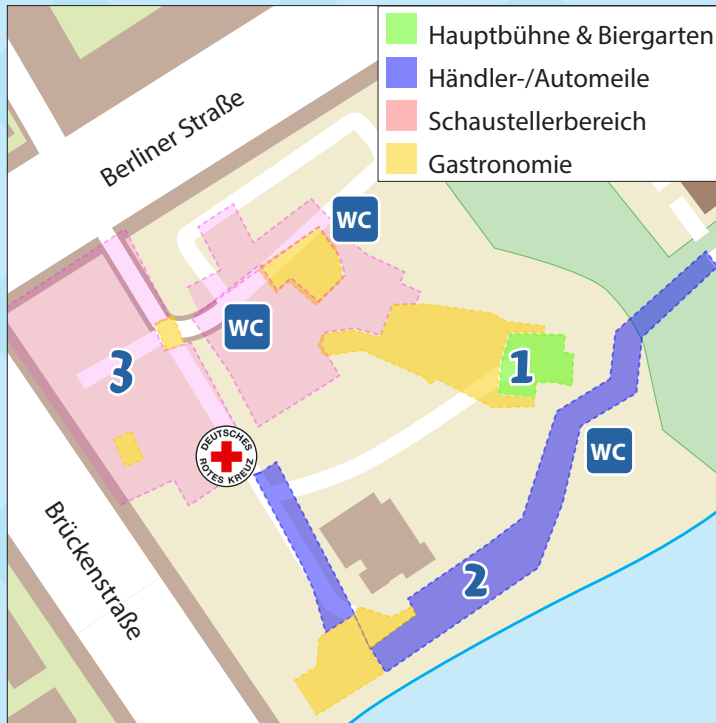 Hauptbühne & Biergarten
Händler-/Automeile
Schaustellerbereich
Gastronomie
Berliner Straße
WC
WC
1
3
DEUTSCHES
ROTES KREUZ
WC
Brückenstraße
2